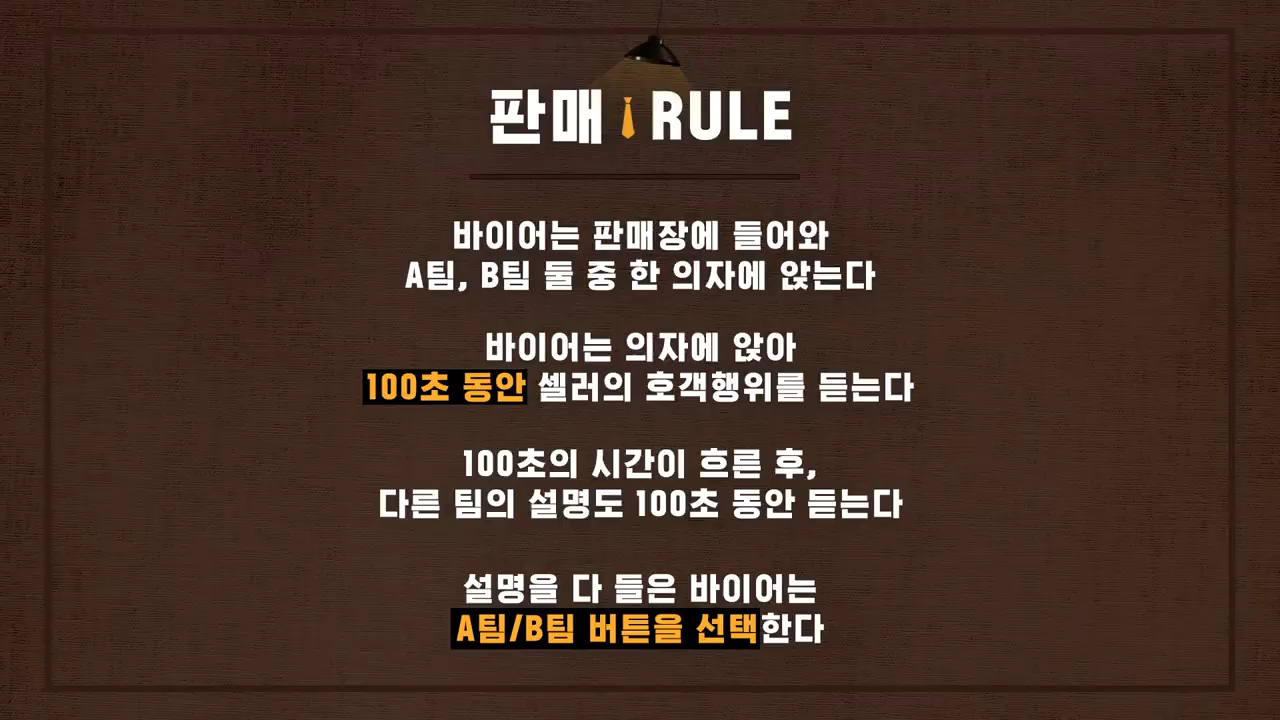 판매 RULE
바이어는 판매장에 들어와
A팀, B팀 둘 중 한 의자에 앉는다
바이어는 의자에 앉아
100초 동안 셀러의 호객행위를 듣는다
100초의 시간이 흐른 후,
다른 팀의 설명도 100초 동안 듣는다
설명을 다 들은 바이어는
A팀/B팀 버튼을 선택한다